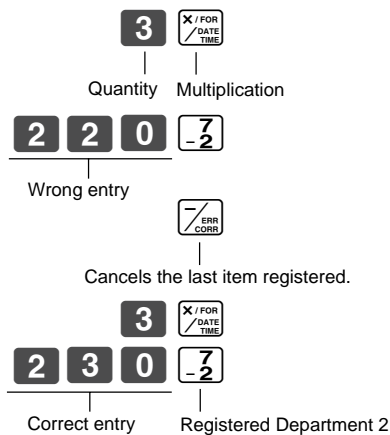 3 ×/FOR /DATE TIME
Quantity Multiplication
2 2 0 7 -2
Wrong entry
- /ERR CORR
Cancels the last item registered.
3 ×/FOR /DATE TIME
2 3 0 7 -2
Correct entry Registered Department 2